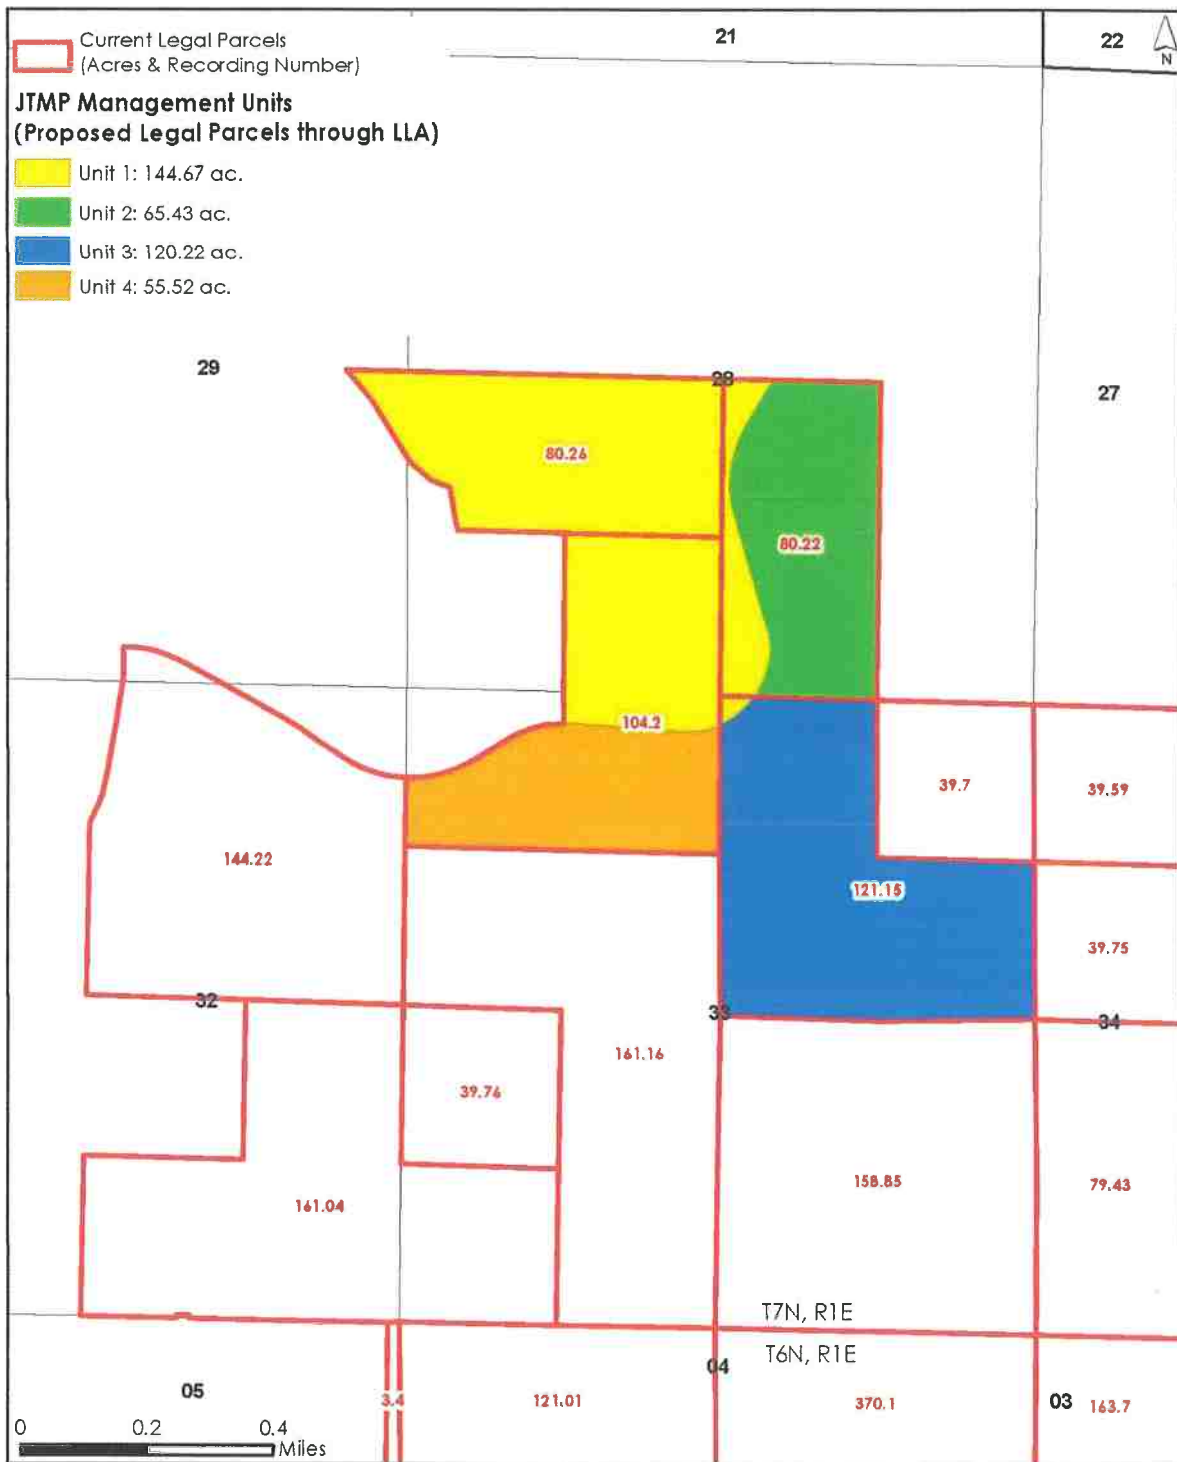 21
22
N
Current Legal Parcels
(Acres & Recording Number)
JTMP Management Units
(Proposed Legal Parcels through LLA)
Unit 1: 144.67 ac.
Unit 2: 65.43 ac.
Unit 3: 120.22 ac.
Unit 4: 55.52 ac.
29
28
27
80.26
80.22
104.2
39.7
39.59
144.22
121.15
39.75
32
33
34
161.16
39.76
158.85
79.43
161.04
T7N, R1E
T6N, R1E
04
05
3.4
121.01
370.1
03
163.7
0 0.2 0.4
Miles